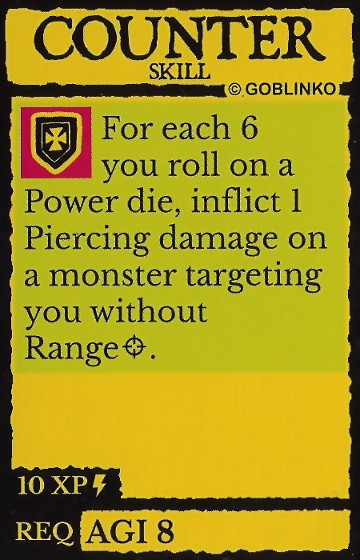 COUNTER
SKILL
© GOBLINKO
For each 6
you roll on a
Power die, inflict 1
Piercing damage on
a monster targeting
you without
Range.
10 XP
REQ AGI 8